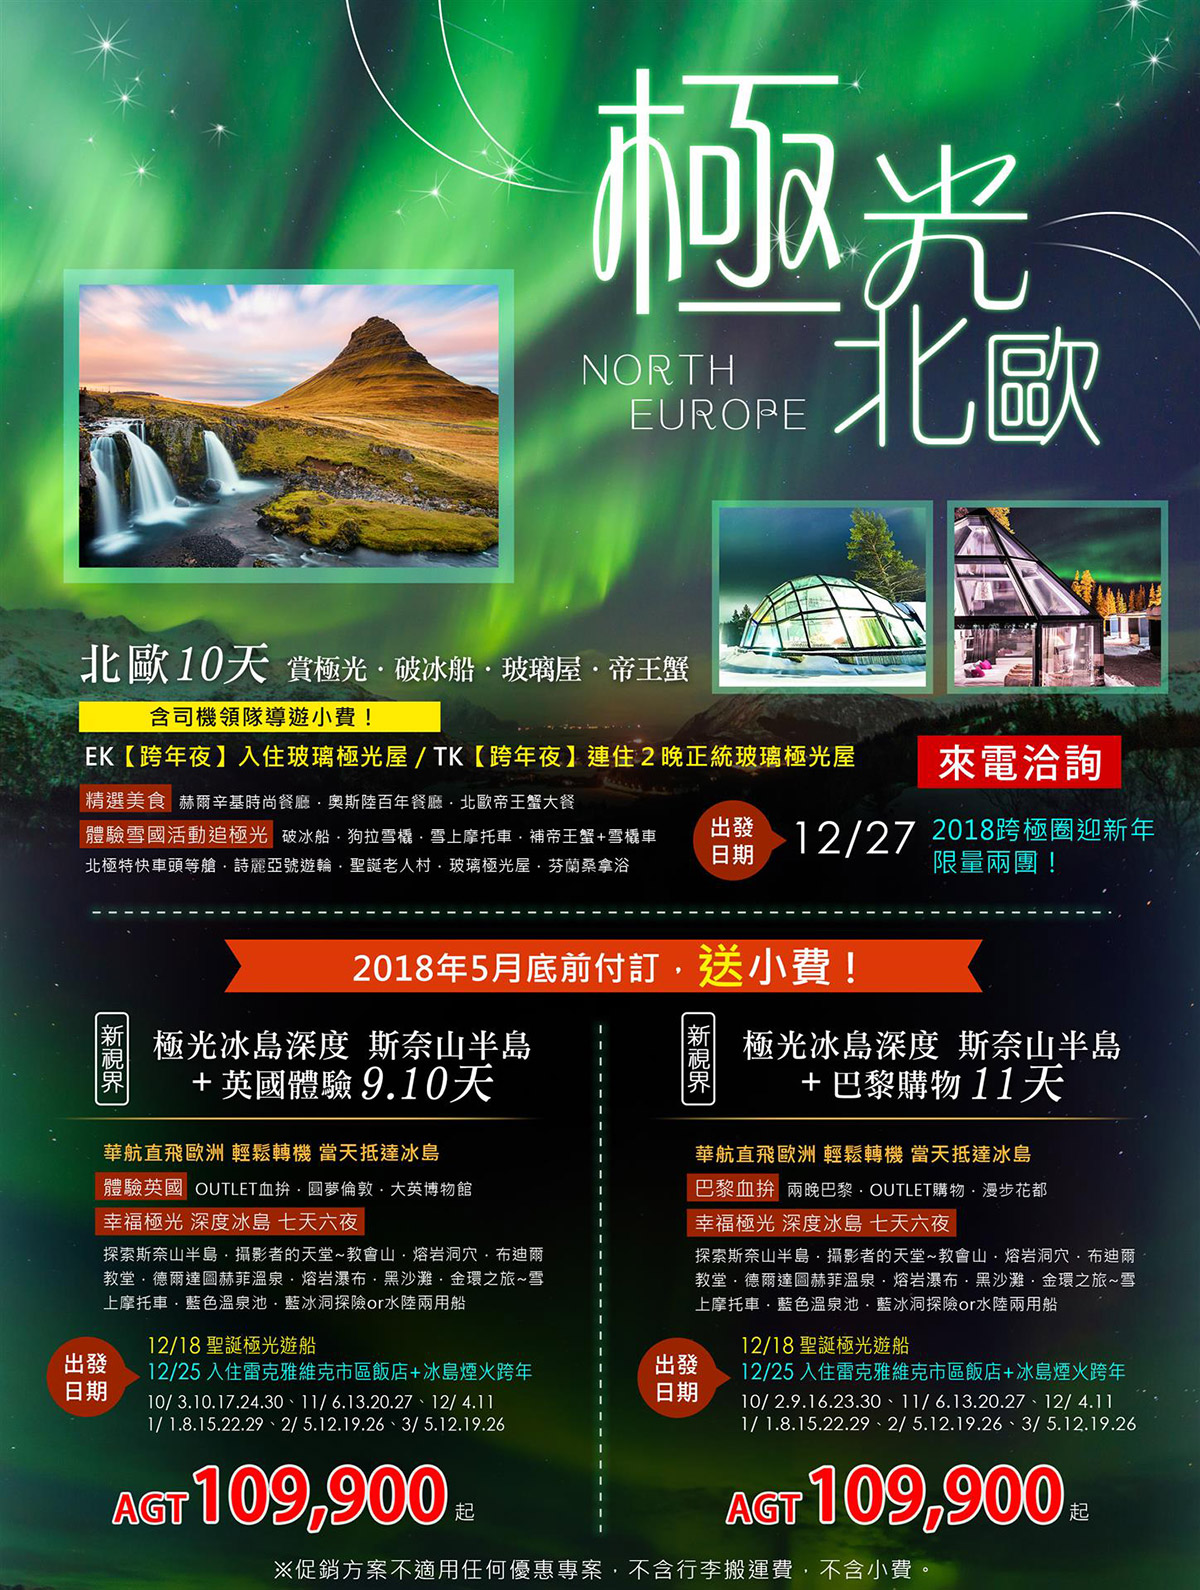 極光
北歐
NORTH
EUROPE
北歐10天 賞極光·破冰船·玻璃屋·帝王蟹
含司機領隊導遊小費！
EK【跨年夜】入住玻璃極光屋 / TK【跨年夜】連住2晚正統玻璃極光屋
來電洽詢
精選美食 赫爾辛基時尚餐廳·奧斯陸百年餐廳·北歐帝王蟹大餐
體驗雪國活動追極光 破冰船·狗拉雪橇·雪上摩托車·補帝王蟹+雪橇車
北極特快車頭等艙·詩麗亞號遊輪·聖誕老人村·玻璃極光屋·芬蘭桑拿浴
出發
日期
12/27
2018跨極圈迎新年
限量兩團！
2018年5月底前付訂，送小費！
新視界
極光冰島深度 斯奈山半島
+英國體驗9.10天
華航直飛歐洲 輕鬆轉機 當天抵達冰島
體驗英國 OUTLET血拚·圓夢倫敦·大英博物館
幸福極光 深度冰島 七天六夜
探索斯奈山半島·攝影者的天堂~教會山·熔岩洞穴·布迪爾
教堂·德爾達圖赫菲溫泉·熔岩瀑布·黑沙灘·金環之旅~雪
上摩托車·藍色溫泉池·藍冰洞探險or水陸兩用船
出發
日期
12/18 聖誕極光遊船
12/25 入住雷克雅維克市區飯店+冰島煙火跨年
10/ 3.10.17.24.30、11/ 6.13.20.27、12/ 4.11
1/ 1.8.15.22.29、2/ 5.12.19.26、3/ 5.12.19.26
AGT109,900起
新視界
極光冰島深度 斯奈山半島
+巴黎購物11天
華航直飛歐洲 輕鬆轉機 當天抵達冰島
巴黎血拚 兩晚巴黎·OUTLET購物·漫步花都
幸福極光 深度冰島 七天六夜
探索斯奈山半島·攝影者的天堂~教會山·熔岩洞穴·布迪爾
教堂·德爾達圖赫菲溫泉·熔岩瀑布·黑沙灘·金環之旅~雪
上摩托車·藍色溫泉池·藍冰洞探險or水陸兩用船
出發
日期
12/18 聖誕極光遊船
12/25 入住雷克雅維克市區飯店+冰島煙火跨年
10/ 2.9.16.23.30、11/ 6.13.20.27、12/ 4.11
1/ 1.8.15.22.29、2/ 5.12.19.26、3/ 5.12.19.26
AGT109,900起
※促銷方案不適用任何優惠專案，不含行李搬運費，不含小費。